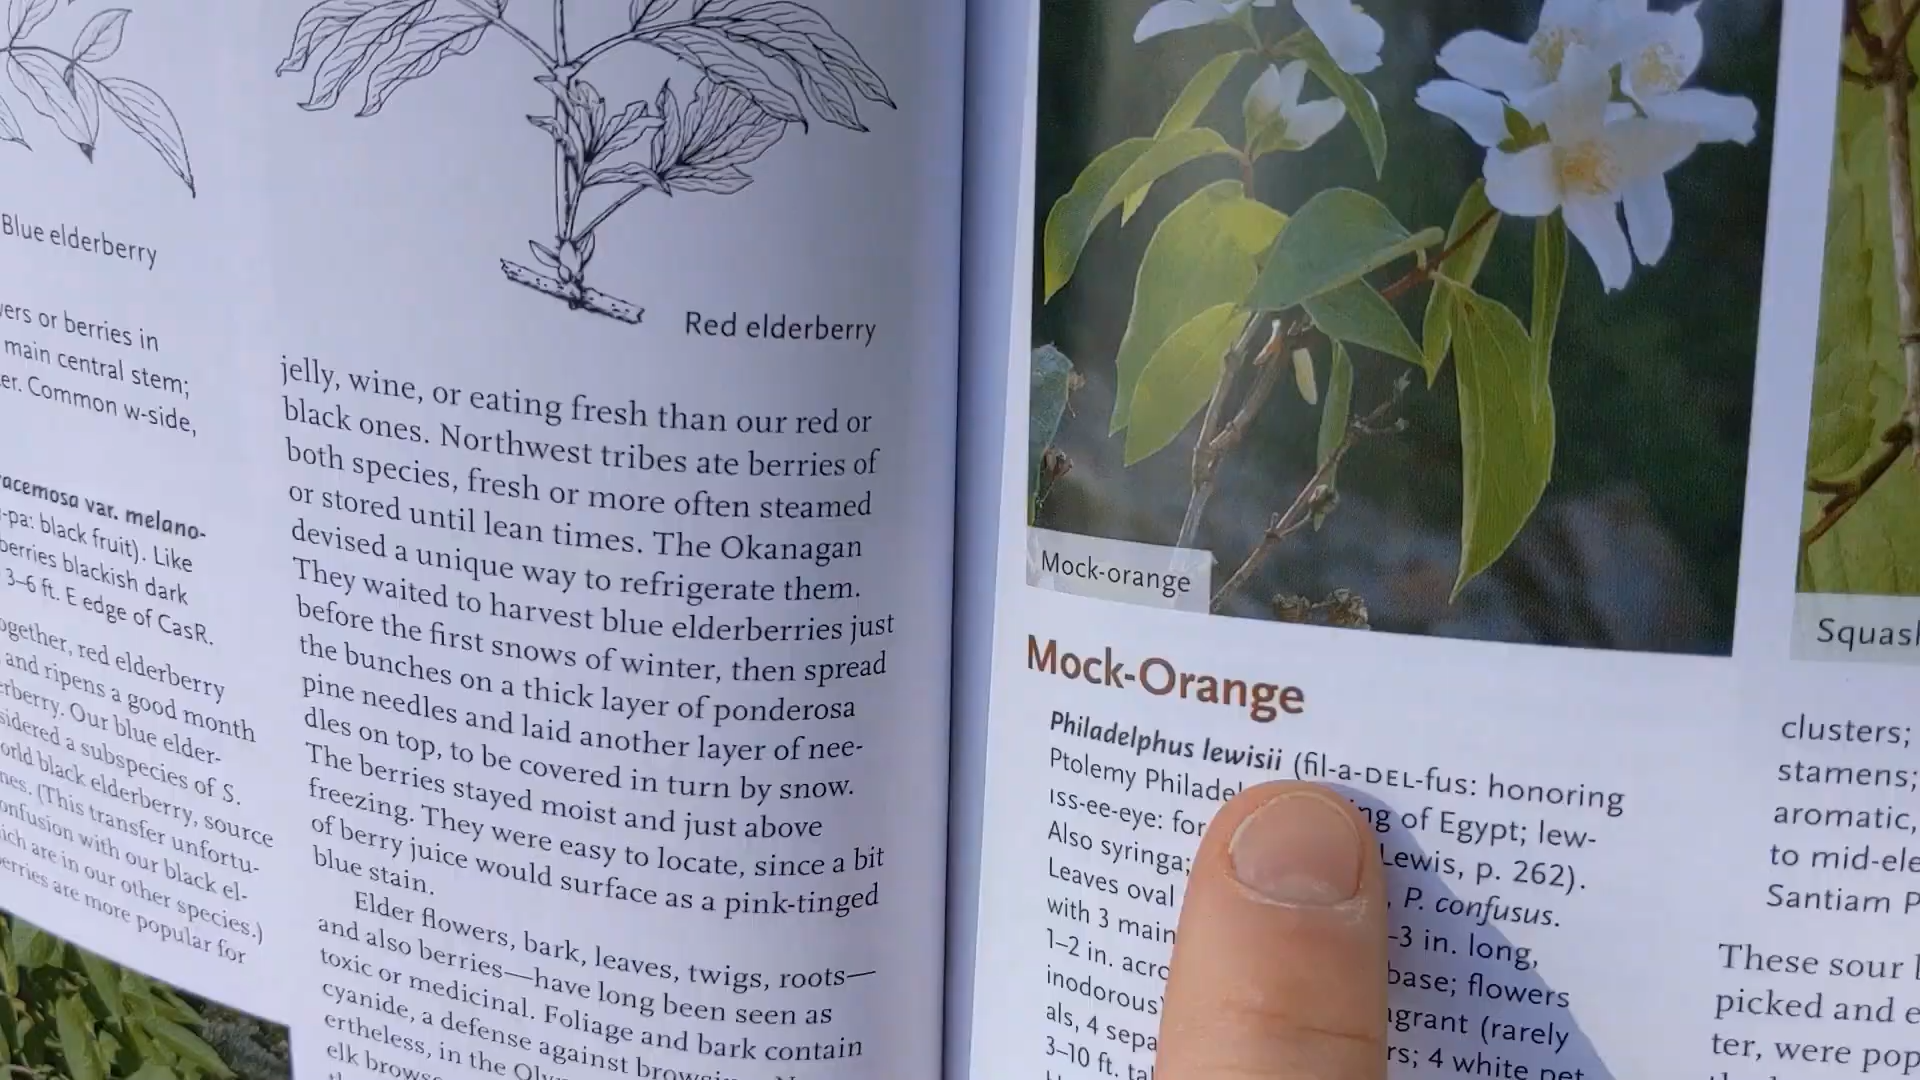 Blue elderberry
ers or berries in
main central stem;
er. Common w-side,
acemosa var. melano-
-pa: black fruit). Like
berries blackish dark
3–6 ft. E edge of CasR.
ogether, red elderberry
and ripens a good month
erberry. Our blue elder-
sidered a subspecies of S.
orld black elderberry, source
nes. (This transfer unfortu-
onfusion with our black el-
ich are in our other species.)
erries are more popular for
Red elderberry
jelly, wine, or eating fresh than our red or
black ones. Northwest tribes ate berries of
both species, fresh or more often steamed
or stored until lean times. The Okanagan
devised a unique way to refrigerate them.
They waited to harvest blue elderberries just
before the first snows of winter, then spread
the bunches on a thick layer of ponderosa
pine needles and laid another layer of nee-
dles on top, to be covered in turn by snow.
The berries stayed moist and just above
freezing. They were easy to locate, since a bit
of berry juice would surface as a pink-tinged
blue stain.
Elder flowers, bark, leaves, twigs, roots—
and also berries—have long been seen as
toxic or medicinal. Foliage and bark contain
cyanide, a defense against
ertheless, in the
elk
Mock-orange
Mock-Orange
Philadelphus lewisii (fil-a-DEL-fus: honoring
Ptolemy Philadel ng of Egypt; lew-
ISS-ee-eye: for Lewis, p. 262).
Also syringa; , P. confusus.
Leaves oval –3 in. long,
with 3 main base; flowers
1–2 in. acro agrant (rarely
inodorous) rs; 4 white pet
als, 4 sepa
3–10 ft. tal
Squash
clusters;
stamens;
aromatic,
to mid-ele
Santiam P
These sour
picked and e
ter, were pop